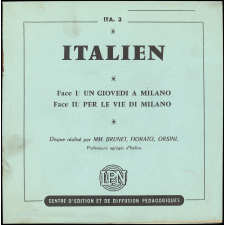 ITA. 3
ITALIEN
Face I: UN GIOVEDI A MILANO
Face II: PER LE VIE DI MILANO
Disque réalisé par MM. BRUNET, FIORATO, ORSINI,
Professeurs agrégés d'Italien.
IPN
CENTRE D'EDITION ET DE DIFFUSION PEDAGOGIQUES